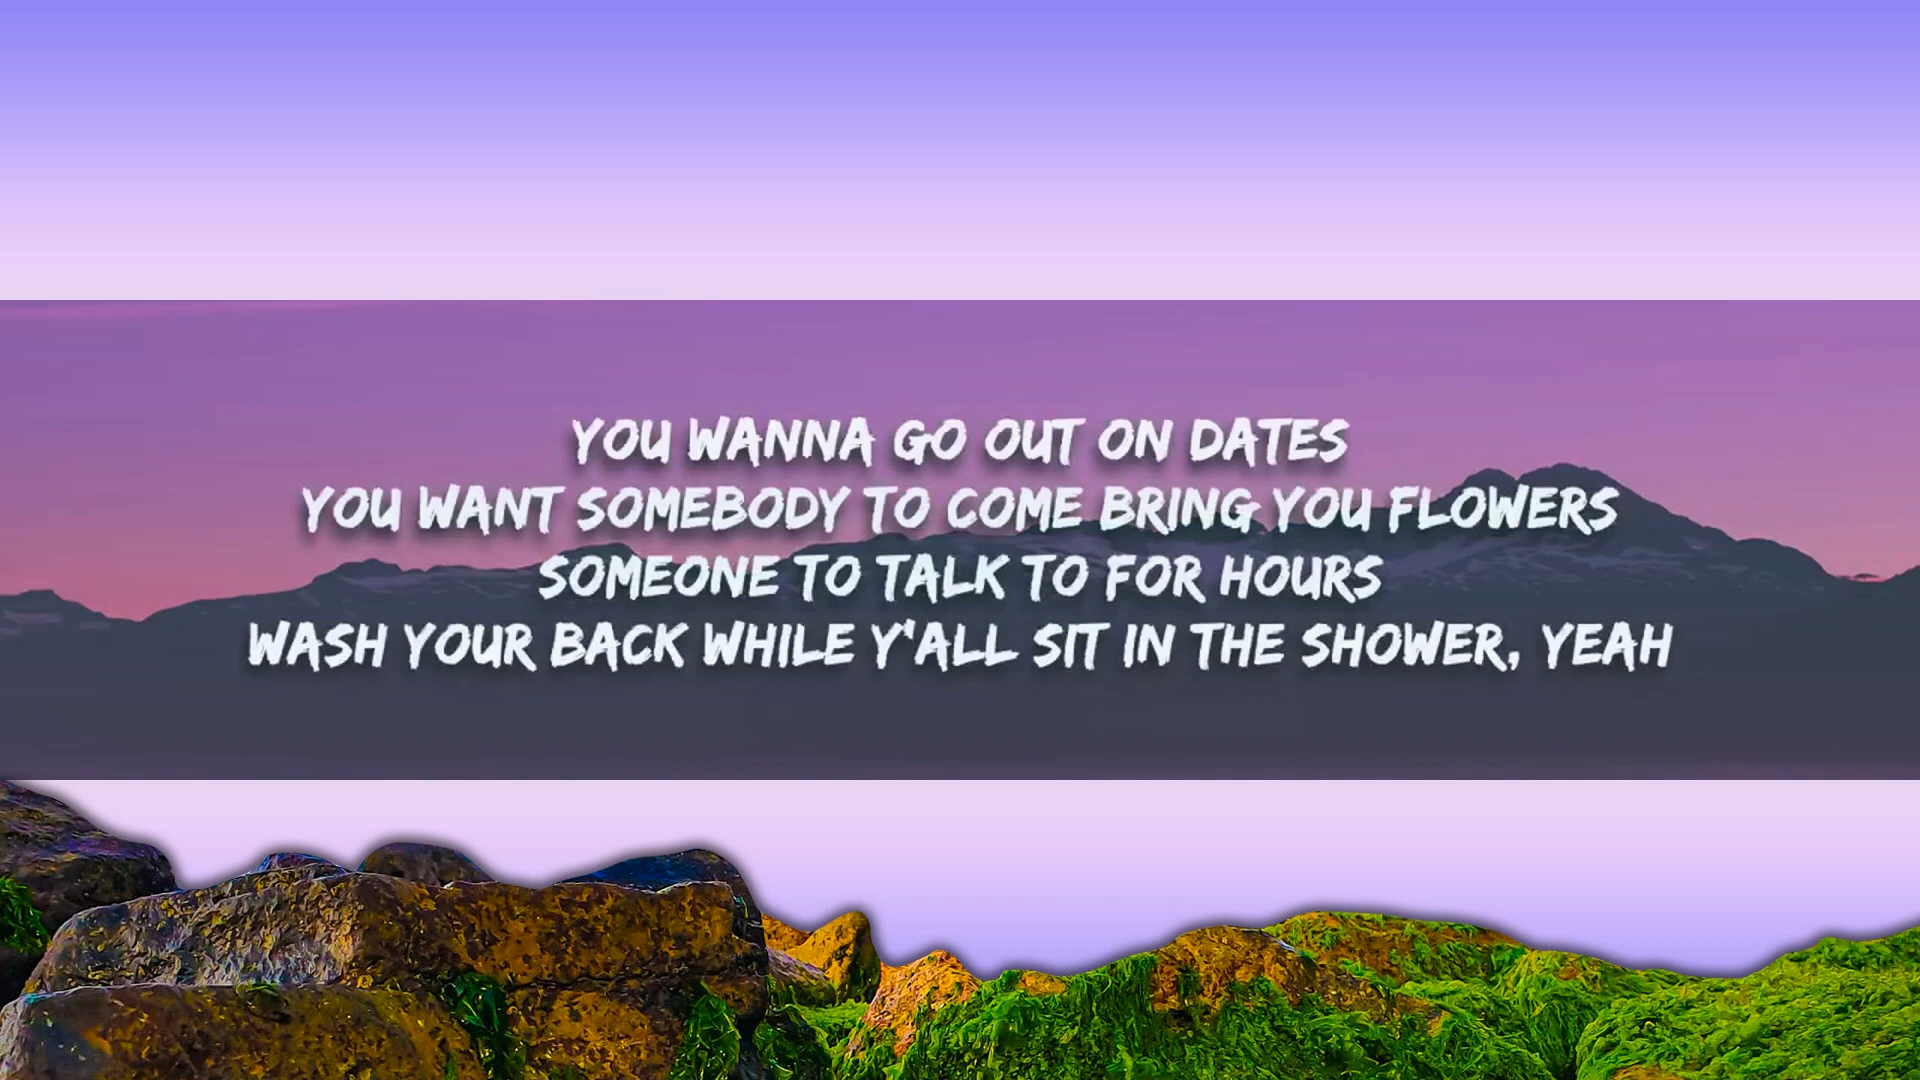 YOU WANNA GO OUT ON DATES
YOU WANT SOMEBODY TO COME BRING YOU FLOWERS
SOMEONE TO TALK TO FOR HOURS
WASH YOUR BACK WHILE Y'ALL SIT IN THE SHOWER, YEAH